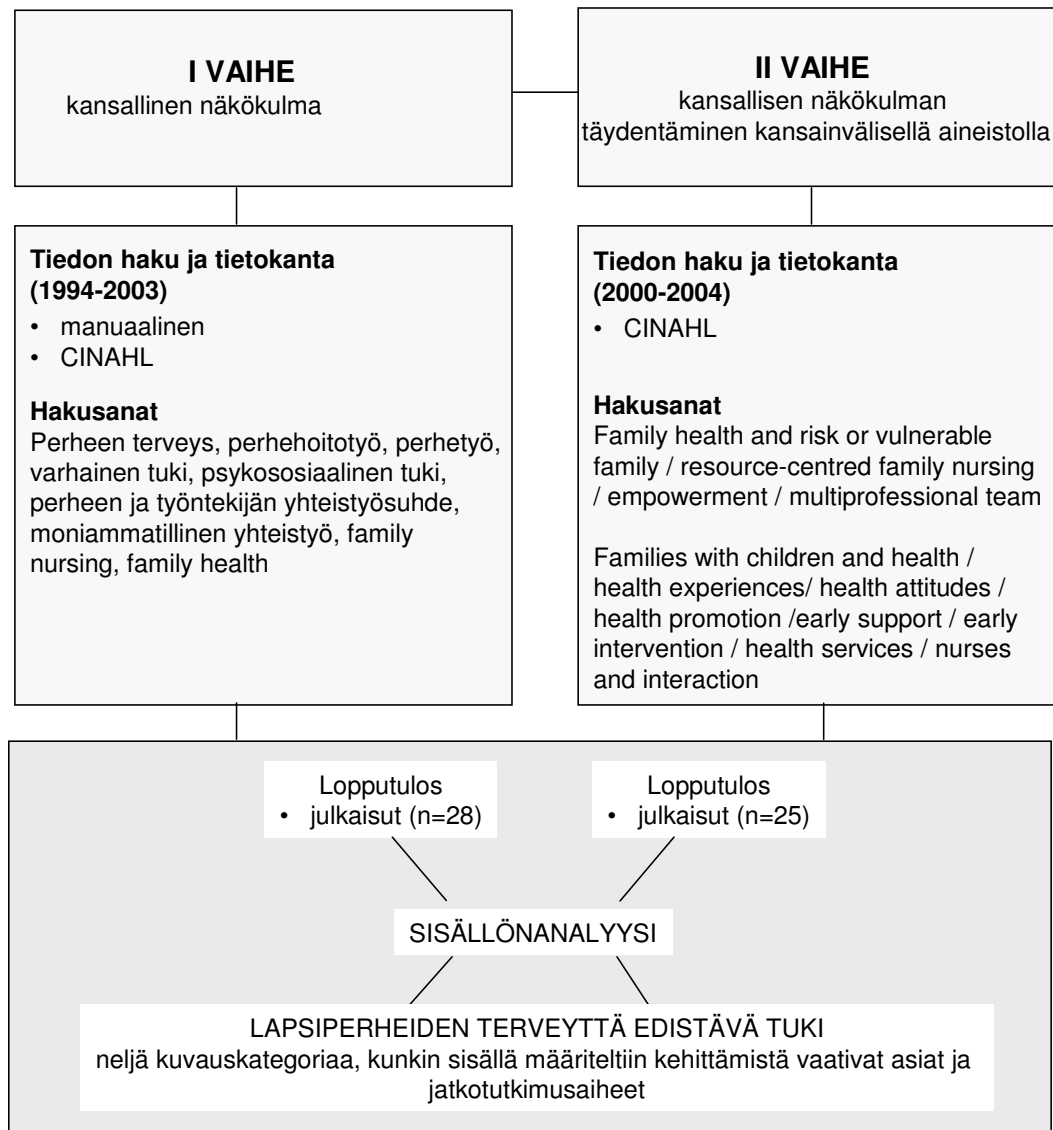 I VAIHE
kansallinen näkökulma
II VAIHE
kansallisen näkökulman
täydentäminen kansainvälisellä aineistolla
Tiedon haku ja tietokanta
(1994-2003)
• manuaalinen
• CINAHL
Hakusanat
Perheen terveys, perhehoitotyö, perhetyö,
varhainen tuki, psykososiaalinen tuki,
perheen ja työntekijän yhteistyösuhde,
moniammatillinen yhteistyö, family
nursing, family health
Tiedon haku ja tietokanta
(2000-2004)
• CINAHL
Hakusanat
Family health and risk or vulnerable
family / resource-centred family nursing
/ empowerment / multiprofessional team
Families with children and health /
health experiences/ health attitudes /
health promotion /early support / early
intervention / health services / nurses
and interaction
Lopputulos
• julkaisut (n=28)
Lopputulos
• julkaisut (n=25)
SISÄLLÖNANALYYSI
LAPSIPERHEIDEN TERVEYTTÄ EDISTÄVÄ TUKI
neljä kuvauskategoriaa, kunkin sisällä määriteltiin kehittämistä vaativat asiat ja
jatkotutkimusaiheet